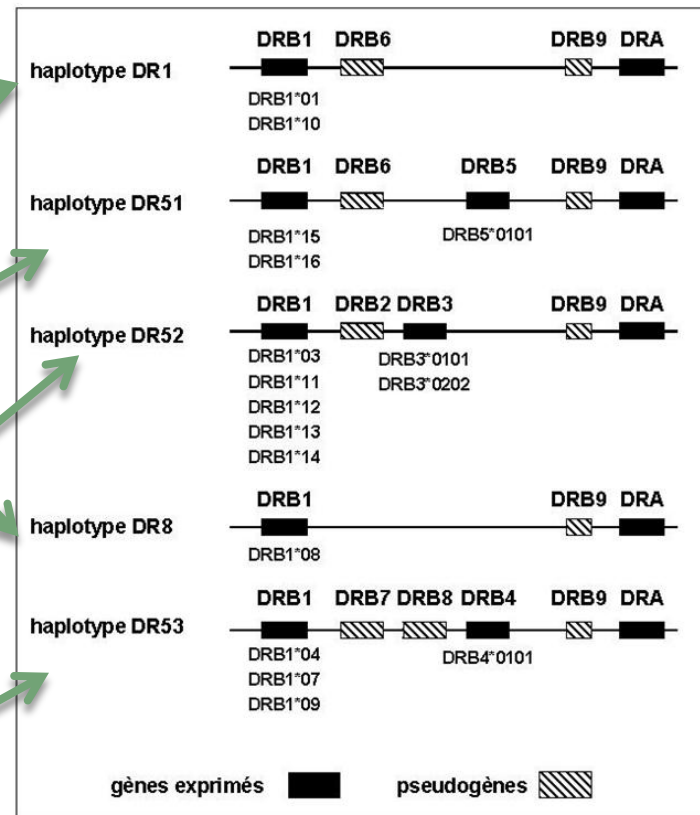 DRB1 DRB6 DRB9 DRA
haplotype DR1
DRB1*01
DRB1*10
DRB1 DRB6 DRB5 DRB9 DRA
haplotype DR51
DRB1*15 DRB5*0101
DRB1*16
DRB1 DRB2 DRB3 DRB9 DRA
haplotype DR52
DRB1*03 DRB3*0101
DRB1*11 DRB3*0202
DRB1*12
DRB1*13
DRB1*14
DRB1 DRB9 DRA
haplotype DR8
DRB1*08
DRB1 DRB7 DRB8 DRB4 DRB9 DRA
haplotype DR53
DRB1*04 DRB4*0101
DRB1*07
DRB1*09
gènes exprimés pseudogènes